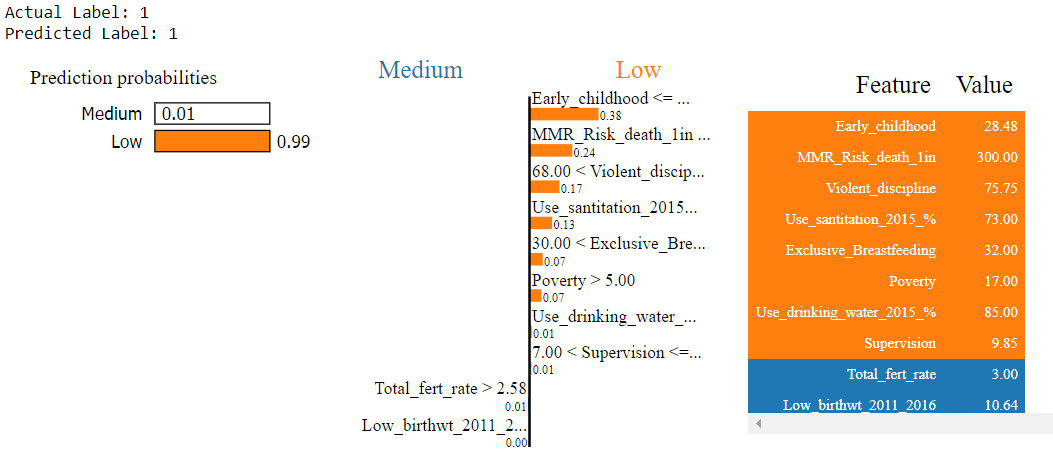 Actual Label: 1
Predicted Label: 1
Prediction probabilities
Medium 0.01
Low 0.99
Medium Low
Early_childhood <= ...
0.38
MMR_Risk_death_1in ...
0.24
68.00 < Violent_discip...
0.17
Use_santitation_2015...
0.13
30.00 < Exclusive_Bre...
0.07
Poverty > 5.00
0.07
Use_drinking_water_...
0.01
7.00 < Supervision <=...
0.01
Total_fert_rate > 2.58
0.01
Low_birthwt_2011_2...
0.00
Feature Value
Early_childhood 28.48
MMR_Risk_death_1in 300.00
Violent_discipline 75.75
Use_santitation_2015_% 73.00
Exclusive_Breastfeeding 32.00
Poverty 17.00
Use_drinking_water_2015_% 85.00
Supervision 9.85
Total_fert_rate 3.00
Low_birthwt_2011_2016 10.64